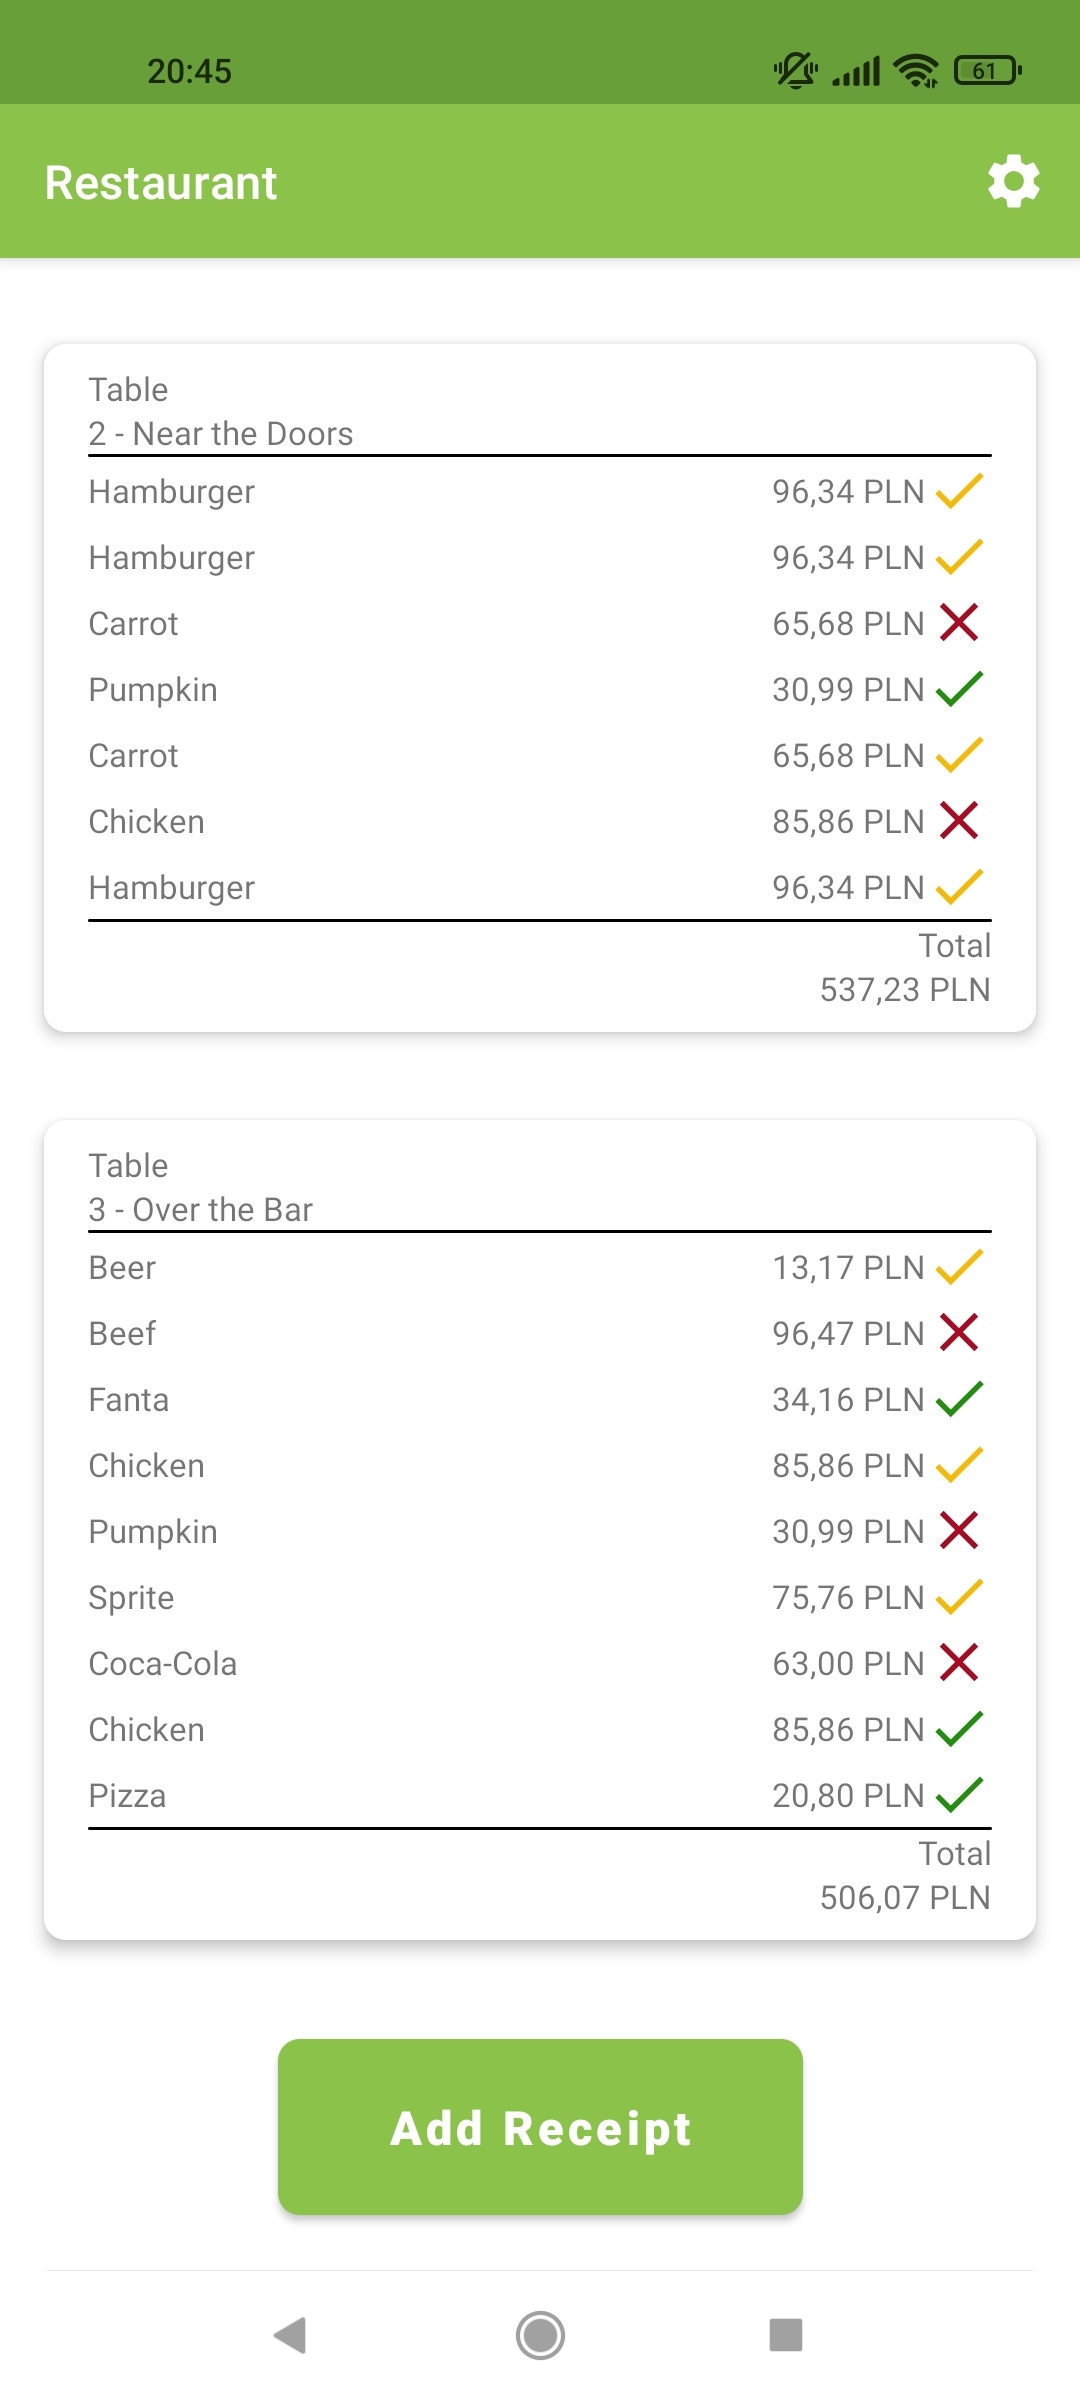 20:45
61
Restaurant
Table
2 - Near the Doors
Hamburger 96,34 PLN
Hamburger 96,34 PLN
Carrot 65,68 PLN
Pumpkin 30,99 PLN
Carrot 65,68 PLN
Chicken 85,86 PLN
Hamburger 96,34 PLN
Total
537,23 PLN
Table
3 - Over the Bar
Beer 13,17 PLN
Beef 96,47 PLN
Fanta 34,16 PLN
Chicken 85,86 PLN
Pumpkin 30,99 PLN
Sprite 75,76 PLN
Coca-Cola 63,00 PLN
Chicken 85,86 PLN
Pizza 20,80 PLN
Total
506,07 PLN
Add Receipt